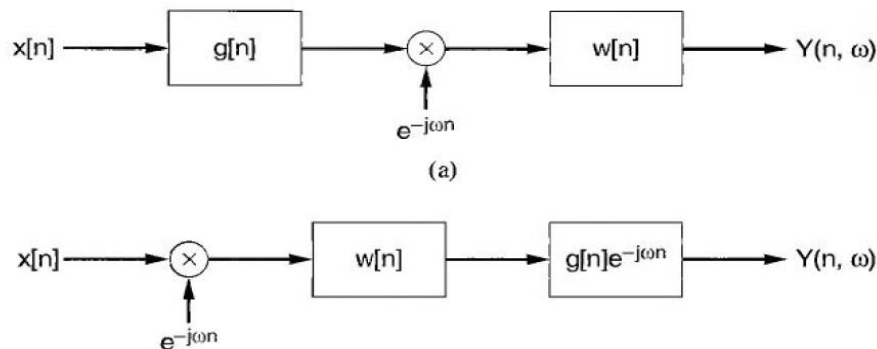 x[n] g[n] × w[n] Y(n, ω)
e^{-jωn}
(a)
x[n] × w[n] g[n]e^{-jωn} Y(n, ω)
e^{-jωn}